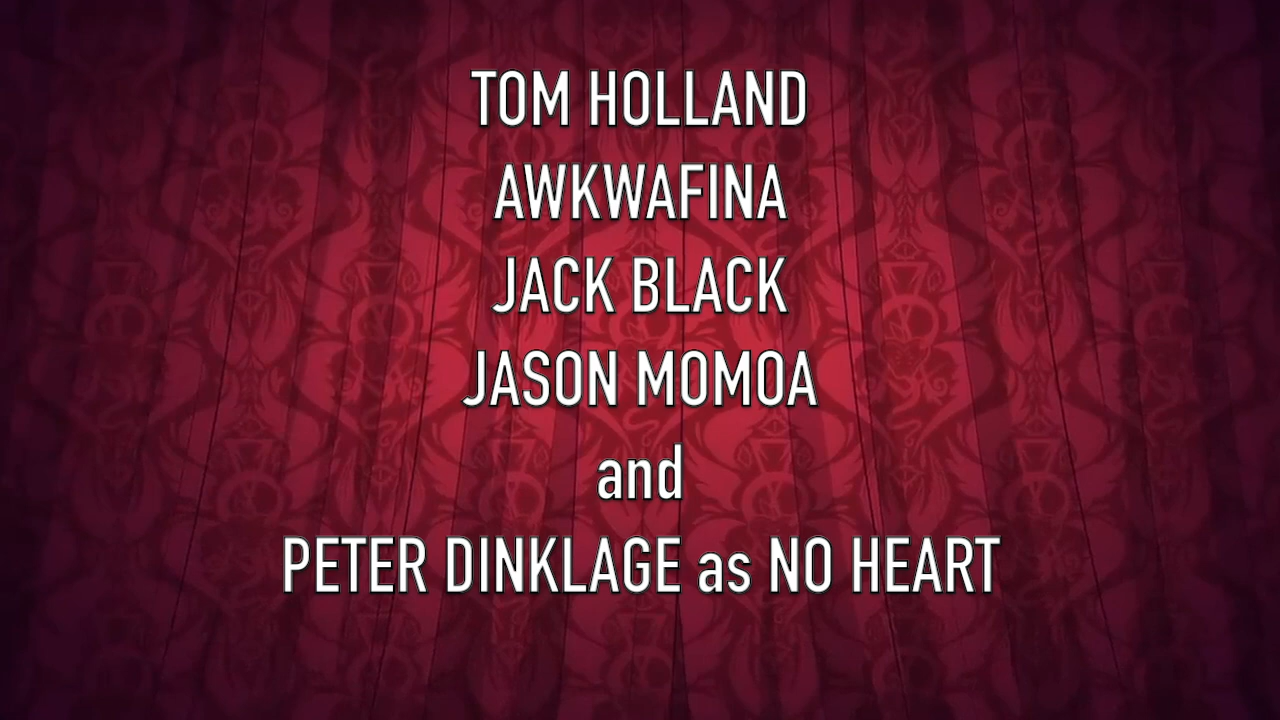 TOM HOLLAND
AWKWAFINA
JACK BLACK
JASON MOMOA
and
PETER DINKLAGE as NO HEART